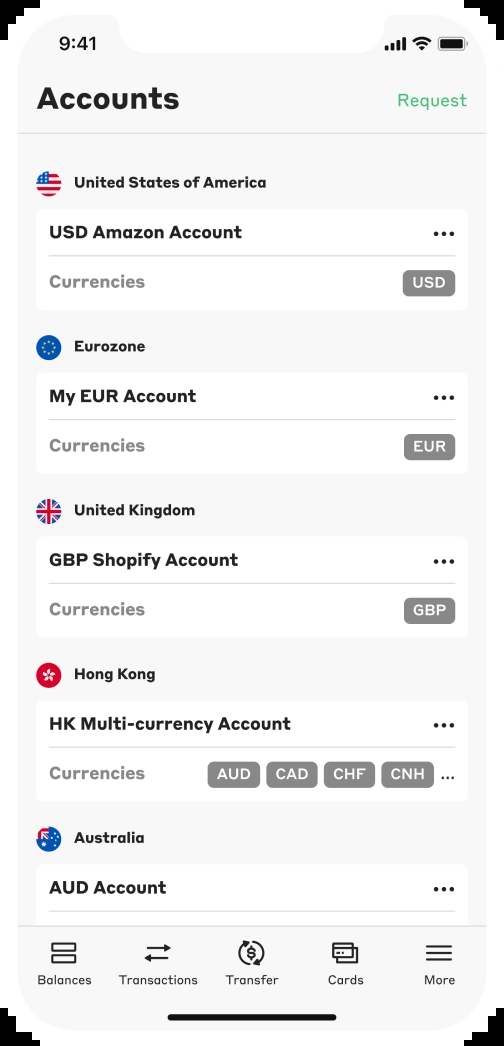 9:41
Accounts Request
United States of America
USD Amazon Account
Currencies USD
Eurozone
My EUR Account
Currencies EUR
United Kingdom
GBP Shopify Account
Currencies GBP
Hong Kong
HK Multi-currency Account
Currencies AUD CAD CHF CNH ...
Australia
AUD Account
Balances Transactions Transfer Cards More